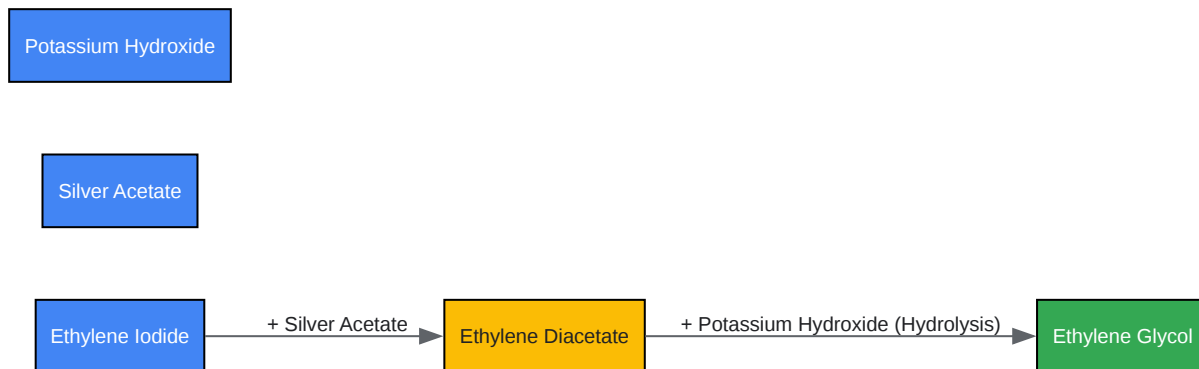 Potassium Hydroxide
Silver Acetate
Ethylene Iodide
+ Silver Acetate
Ethylene Diacetate
+ Potassium Hydroxide (Hydrolysis)
Ethylene Glycol